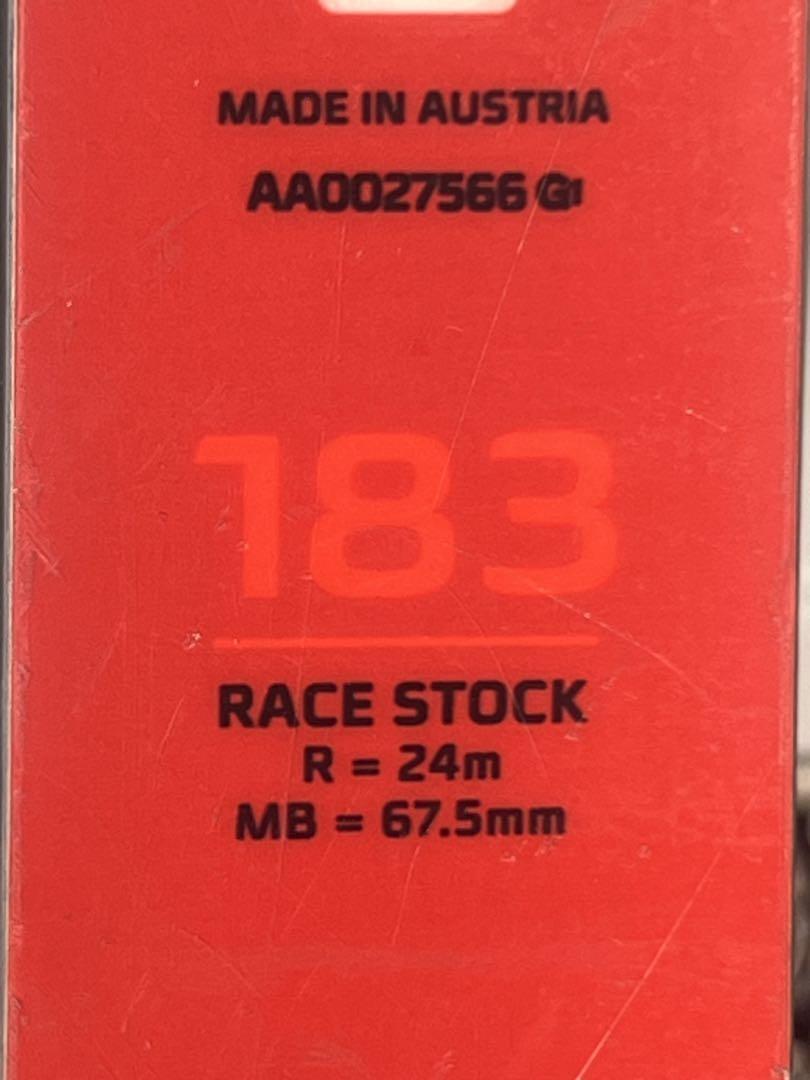 MADE IN AUSTRIA
AA0027566 G1
183
RACE STOCK
R = 24m
MB = 67.5mm